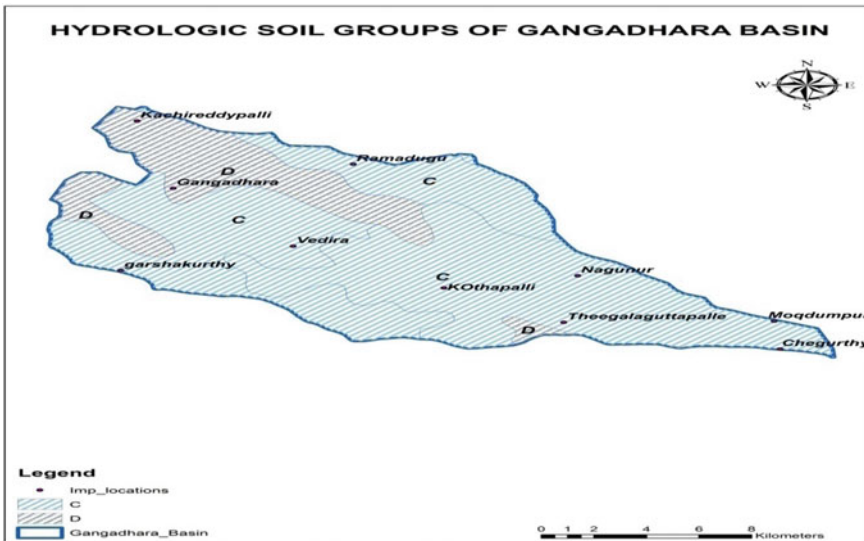 HYDROLOGIC SOIL GROUPS OF GANGADHARA BASIN
N
W E
S
Kachireddypalli
Ramadugu
D
C
Gangadhara
D
C
Vedira
garshakurthy
Nagunur
C
KOthapalli
Theegalaguttapalle
Moqdumpur
D
Chegurthy
Legend
Imp_locations
C
D
Gangadhara_Basin
0 1 2 4 6 8
Kilometers